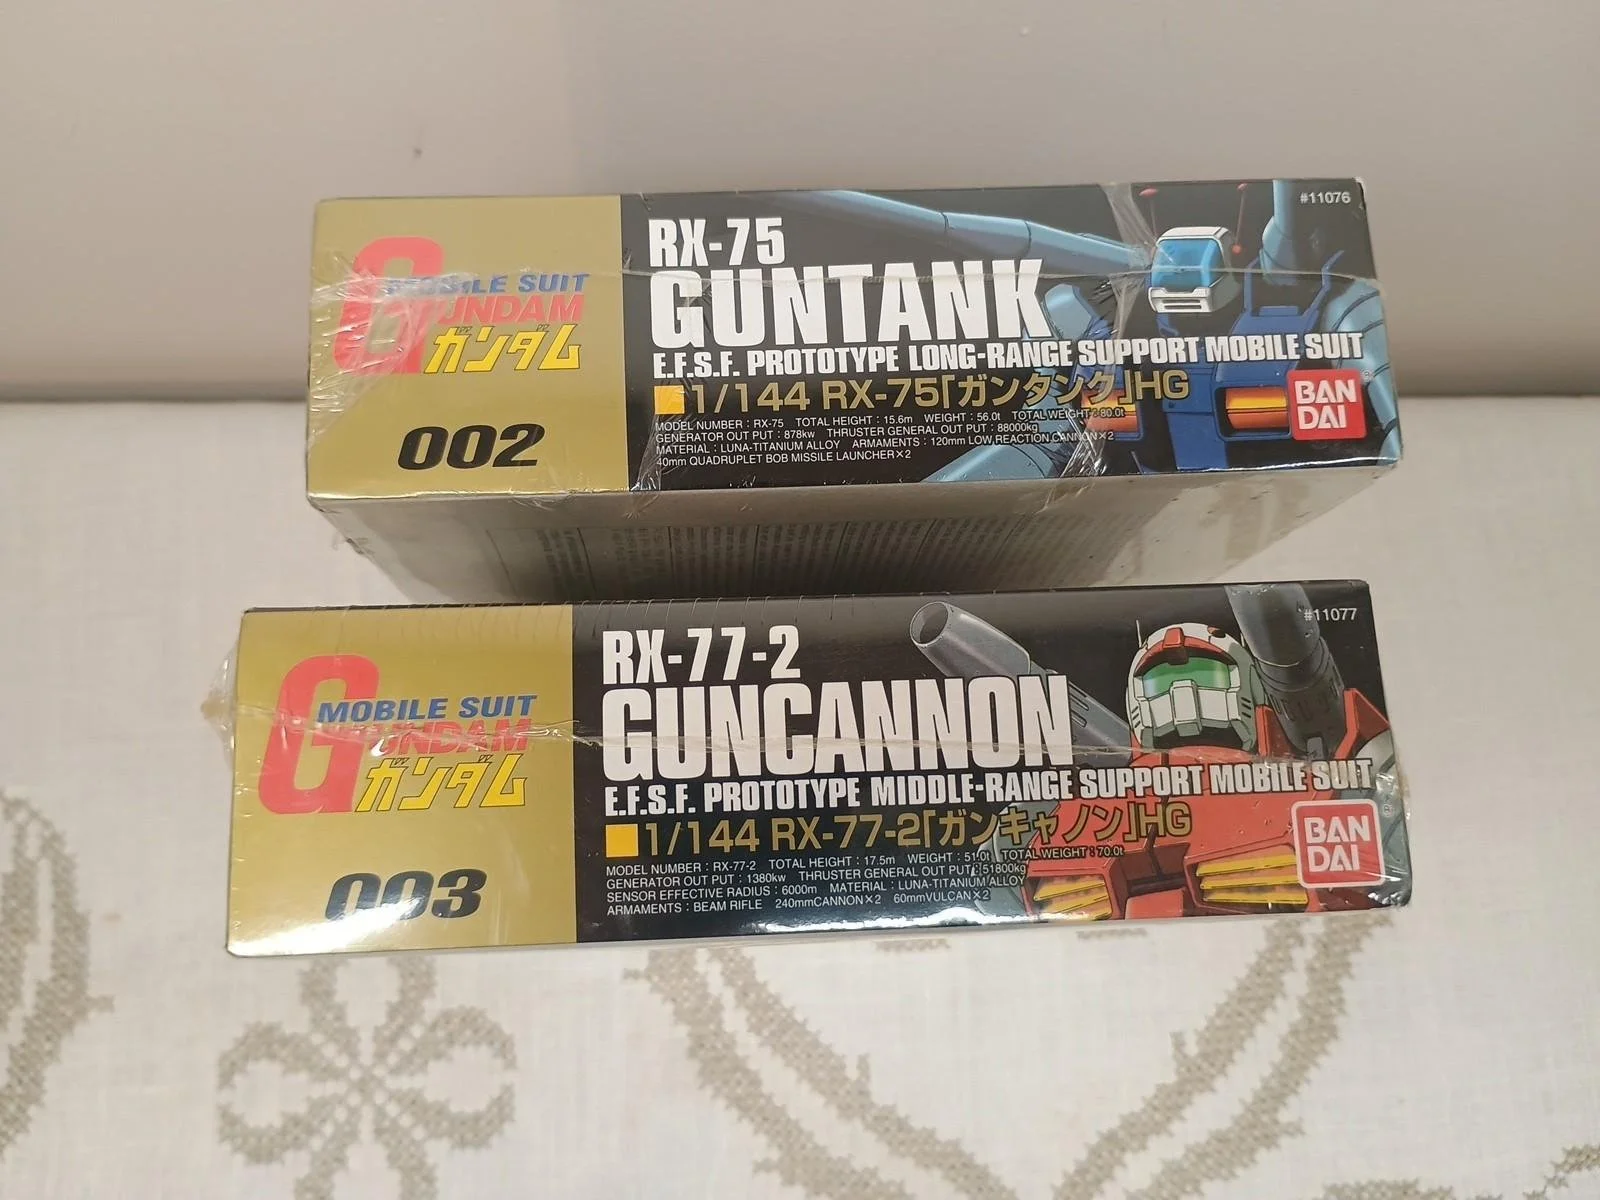 #11076
RX-75
GUNTANK
MOBILE SUIT
GUNDAM
ガンダム
E.F.S.F. PROTOTYPE LONG-RANGE SUPPORT MOBILE SUIT
1/144 RX-75「ガンタンク」HG
BAN
DAI
002
MODEL NUMBER : RX-75 TOTAL HEIGHT : 15.6m WEIGHT : 56.0t TOTAL WEIGHT : 80.0t
GENERATOR OUT PUT : 878kw THRUSTER GENERAL OUT PUT : 88000kg
MATERIAL : LUNA-TITANIUM ALLOY ARMAMENTS : 120mm LOW REACTION CANNON×2
40mm QUADRUPLET BOB MISSILE LAUNCHER×2
#11077
RX-77-2
GUNCANNON
MOBILE SUIT
GUNDAM
ガンダム
E.F.S.F. PROTOTYPE MIDDLE-RANGE SUPPORT MOBILE SUIT
1/144 RX-77-2「ガンキャノン」HG
BAN
DAI
003
MODEL NUMBER : RX-77-2 TOTAL HEIGHT : 17.5m WEIGHT : 51.0t TOTAL WEIGHT : 70.0t
GENERATOR OUT PUT : 1380kw THRUSTER GENERAL OUT PUT : 51800kg
SENSOR EFFECTIVE RADIUS : 6000m MATERIAL : LUNA-TITANIUM ALLOY
ARMAMENTS : BEAM RIFLE 240mmCANNON×2 60mmVULCAN×2